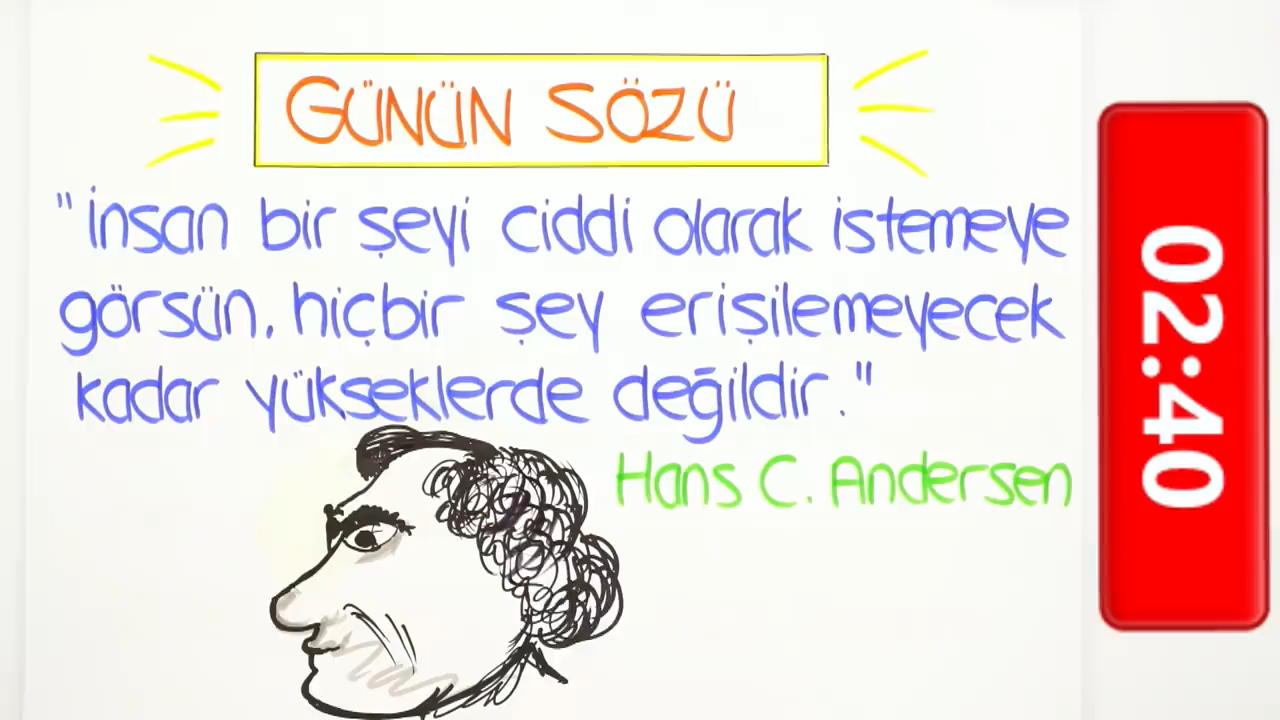 GÜNÜN SÖZÜ
"İnsan bir şeyi ciddi olarak istemeye
görsün, hiçbir şey erişilemeyecek
kadar yükseklerde değildir."
Hans C. Andersen
02:40